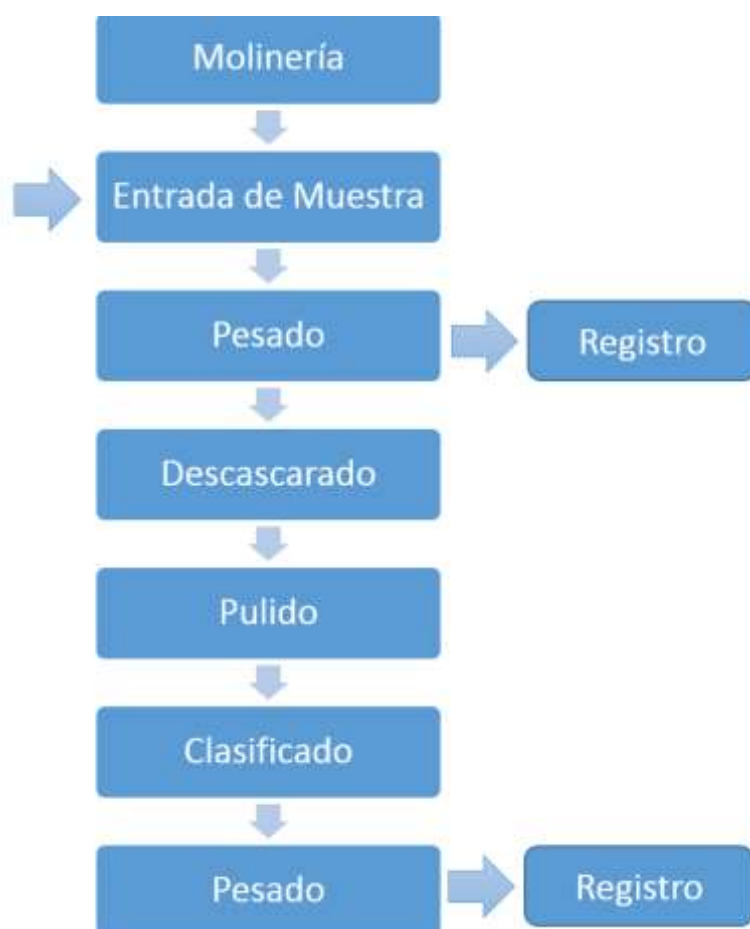 Molinería
Entrada de Muestra
Pesado
Registro
Descascarado
Pulido
Clasificado
Pesado
Registro